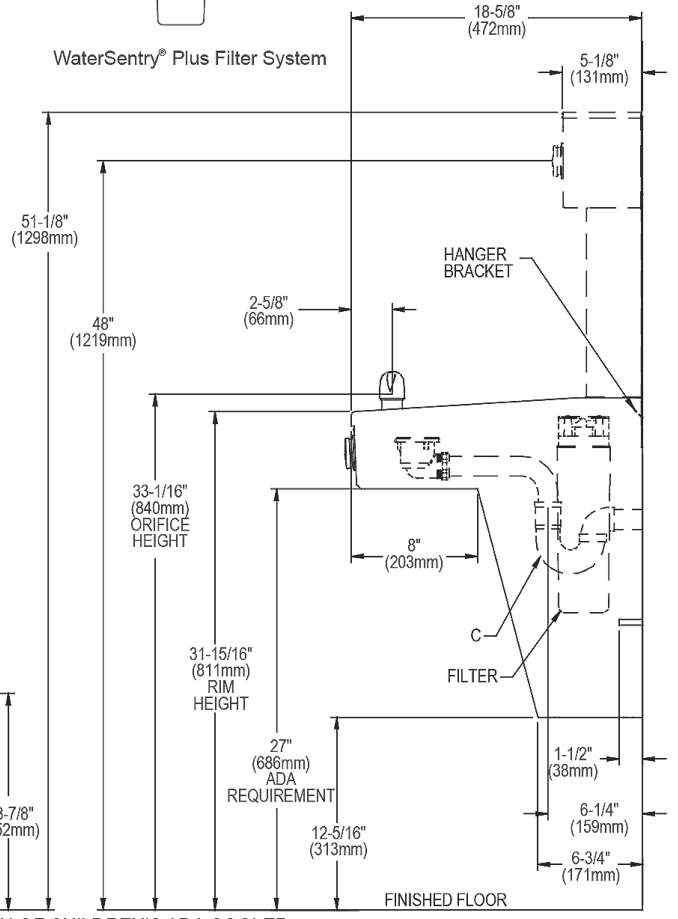 18-5/8"
(472mm)
WaterSentry® Plus Filter System
5-1/8"
(131mm)
51-1/8"
(1298mm)
HANGER
BRACKET
2-5/8"
(66mm)
48"
(1219mm)
33-1/16"
(840mm)
ORIFICE
HEIGHT
8"
(203mm)
C
31-15/16"
(811mm)
RIM
HEIGHT
FILTER
27"
(686mm)
ADA
REQUIREMENT
1-1/2"
(38mm)
12-5/16"
(313mm)
6-1/4"
(159mm)
6-3/4"
(171mm)
-7/8"
52mm)
FINISHED FLOOR